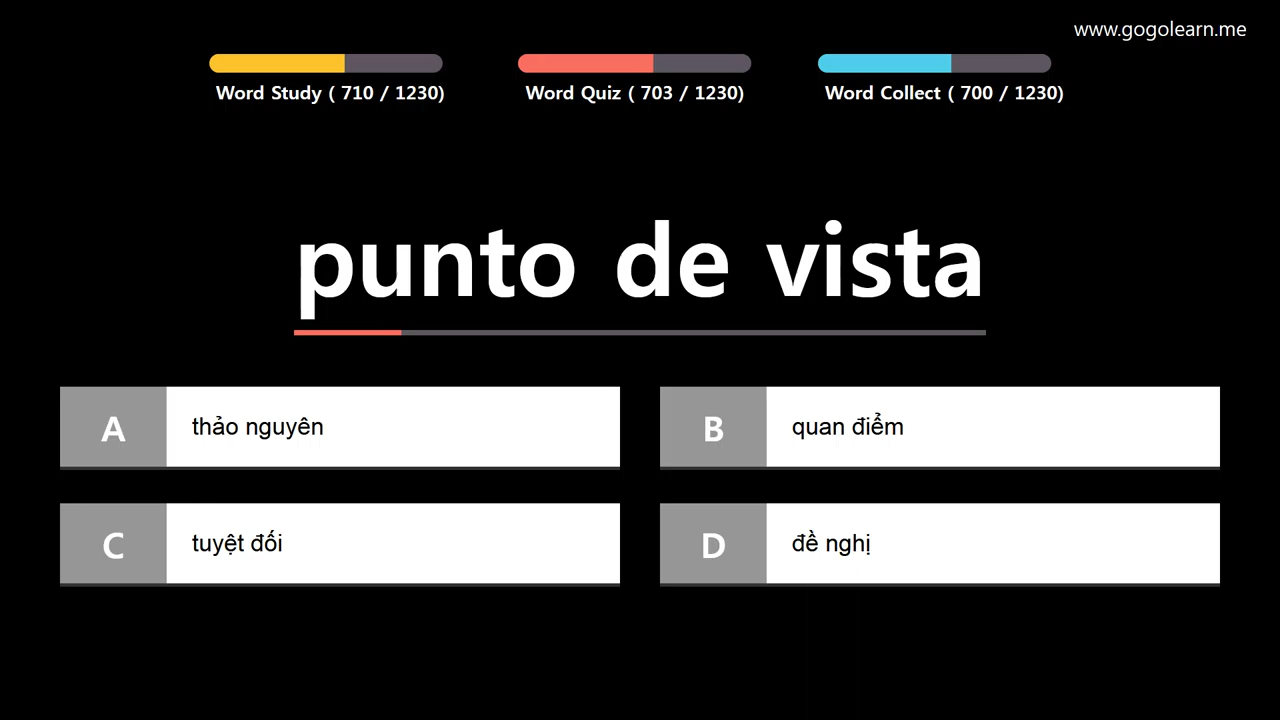 www.gogolearn.me
Word Study ( 710 / 1230)
Word Quiz ( 703 / 1230)
Word Collect ( 700 / 1230)
punto de vista
A thảo nguyên
B quan điểm
C tuyệt đối
D đề nghị